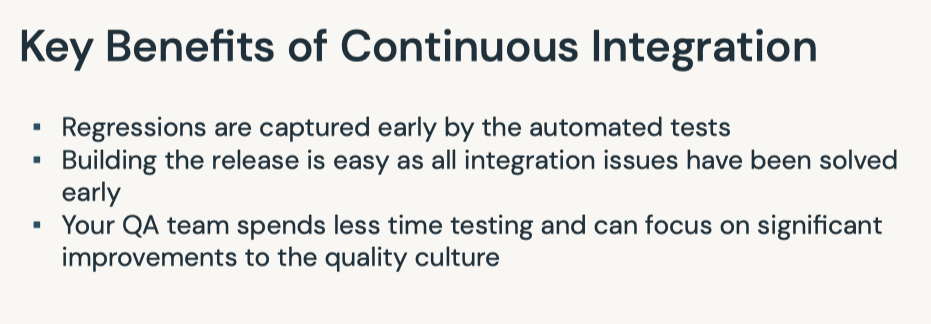 Key Benefits of Continuous Integration
▪ Regressions are captured early by the automated tests
▪ Building the release is easy as all integration issues have been solved
early
▪ Your QA team spends less time testing and can focus on significant
improvements to the quality culture